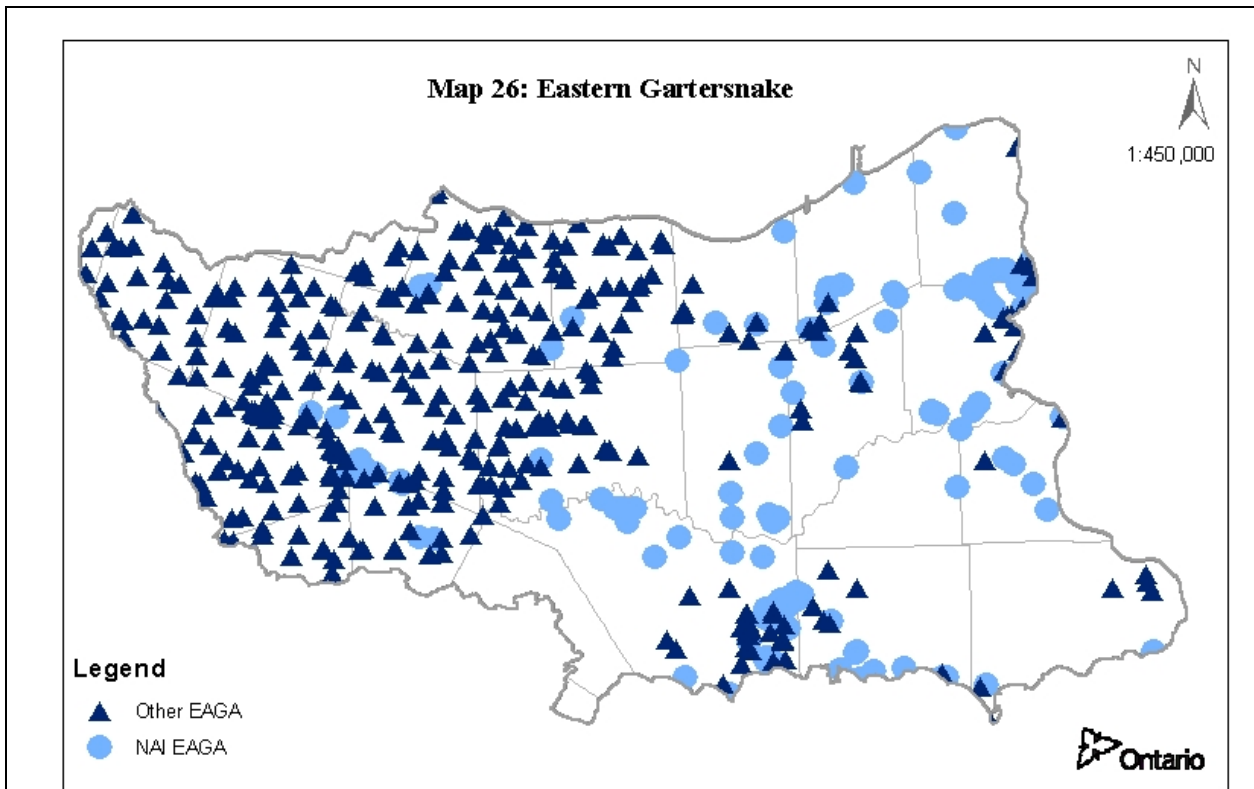 Map 26: Eastern Gartersnake
N
1:450,000
Legend
Other EAGA
NAI EAGA
Ontario